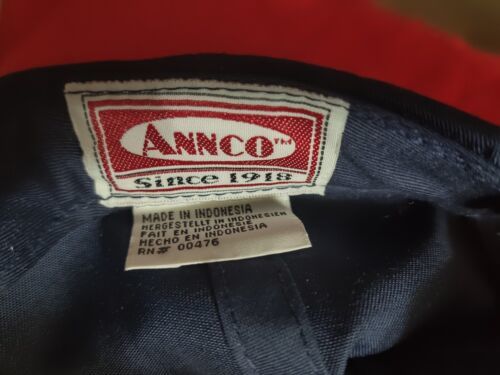 ANNCO™
Since 1918
MADE IN INDONESIA
HERGESTELLT IN INDONESIEN
FAIT EN INDONESIE
HECHO EN INDONESIA
RN# 00476